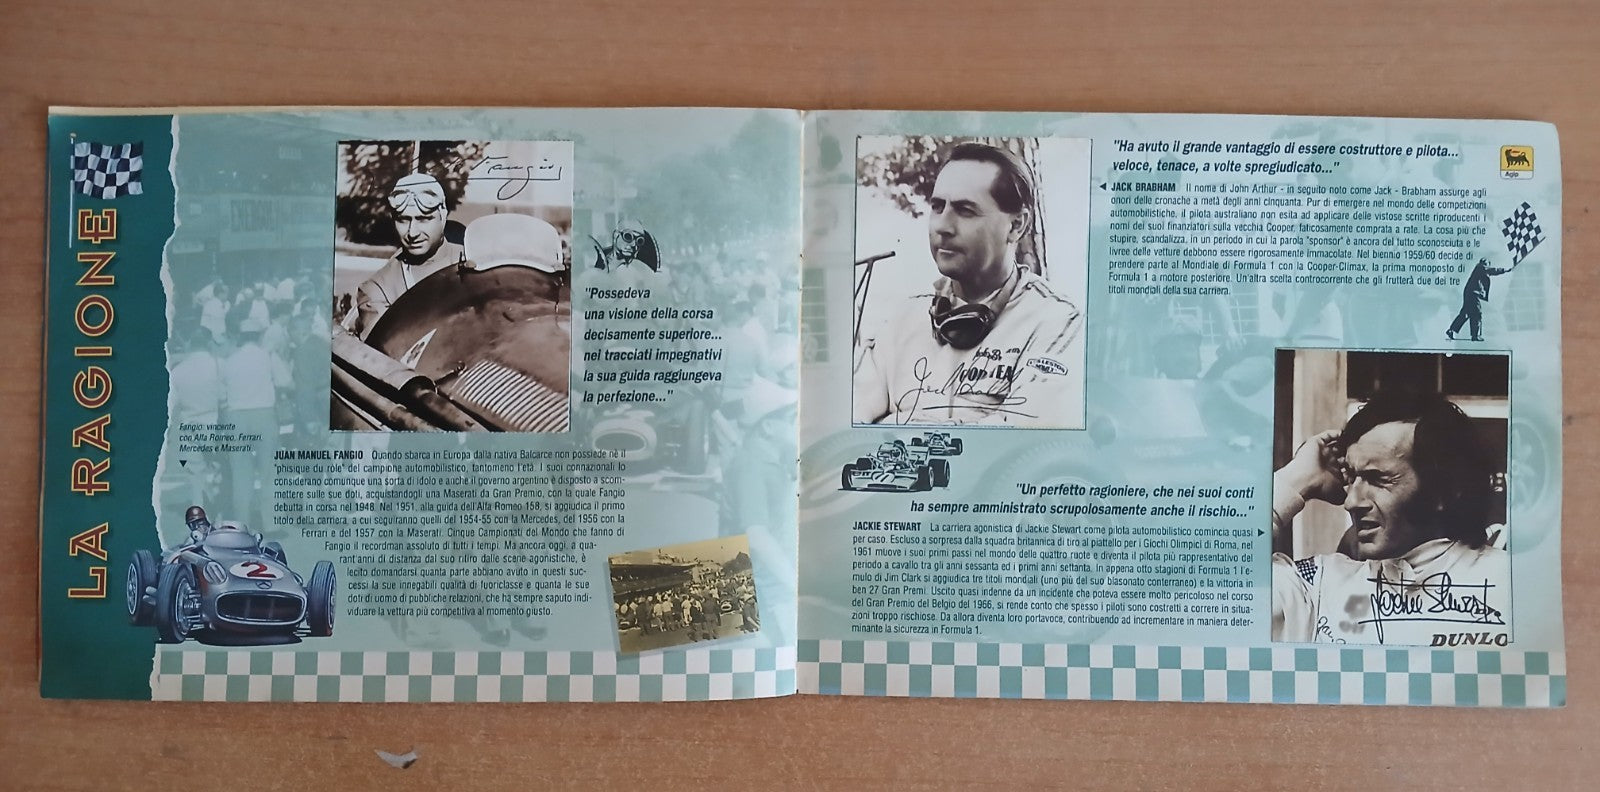 LA RAGIONE
Fangio
"Possedeva
una visione della corsa
decisamente superiore...
nei tracciati impegnativi
la sua guida raggiungeva
la perfezione..."
Fangio: vincente
con Alfa Romeo, Ferrari,
Mercedes e Maserati.
JUAN MANUEL FANGIO Quando sbarca in Europa dalla nativa Balcarce non possiede nè il
"phisique du role" del campione automobilistico, tantomeno l'età. I suoi connazionali lo
considerano comunque una sorta di idolo e anche il governo argentino è disposto a scom-
mettere sulle sue doti, acquistandogli una Maserati da Gran Premio, con la quale Fangio
debutta in corsa nel 1948. Nel 1951, alla guida dell'Alfa Romeo 158, si aggiudica il primo
titolo della carriera, a cui seguiranno quelli del 1954-55 con la Mercedes, del 1956 con la
Ferrari e del 1957 con la Maserati. Cinque Campionati del Mondo che fanno di
Fangio il recordman assoluto di tutti i tempi. Ma ancora oggi, a qua-
rant'anni di distanza dal suo ritiro dalle scene agonistiche, è
lecito domandarsi quanta parte abbiano avuto in questi suc-
cessi la sue innegabili qualità di fuoriclasse e quanta le sue
doti di uomo di pubbliche relazioni, che ha sempre saputo indi-
viduare la vettura più competitiva al momento giusto.
2
"Ha avuto il grande vantaggio di essere costruttore e pilota...
veloce, tenace, a volte spregiudicato..."
Agip
JACK BRABHAM Il nome di John Arthur - in seguito noto come Jack - Brabham assurge agli
onori delle cronache a metà degli anni cinquanta. Pur di emergere nel mondo delle competizioni
automobilistiche, il pilota australiano non esita ad applicare delle vistose scritte riproducenti i
nomi dei suoi finanziatori sulla vecchia Cooper, faticosamente comprata a rate. La cosa più che
stupire, scandalizza, in un periodo in cui la parola "sponsor" è ancora del tutto sconosciuta e le
livree delle vetture debbono essere rigorosamente immacolate. Nel biennio 1959/60 decide di
prendere parte al Mondiale di Formula 1 con la Cooper-Climax, la prima monoposto di
Formula 1 a motore posteriore. Un'altra scelta controcorrente che gli frutterà due dei tre
titoli mondiali della sua carriera.
"Un perfetto ragioniere, che nei suoi conti
ha sempre amministrato scrupolosamente anche il rischio..."
JACKIE STEWART La carriera agonistica di Jackie Stewart come pilota automobilistico comincia quasi
per caso. Escluso a sorpresa dalla squadra britannica di tiro al piattello per i Giochi Olimpici di Roma, nel
1961 muove i suoi primi passi nel mondo delle quattro ruote e diventa il pilota più rappresentativo del
periodo a cavallo tra gli anni sessanta ed i primi anni settanta. In appena otto stagioni di Formula 1 l'e-
mulo di Jim Clark si aggiudica tre titoli mondiali (uno più del suo blasonato conterraneo) e la vittoria in
ben 27 Gran Premi. Uscito quasi indenne da un incidente che poteva essere molto pericoloso nel corso
del Gran Premio del Belgio del 1966, si rende conto che spesso i piloti sono costretti a correre in situa-
zioni troppo rischiose. Da allora diventa loro portavoce, contribuendo ad incrementare in maniera deter-
minante la sicurezza in Formula 1.
Jackie Stewart
DUNLO